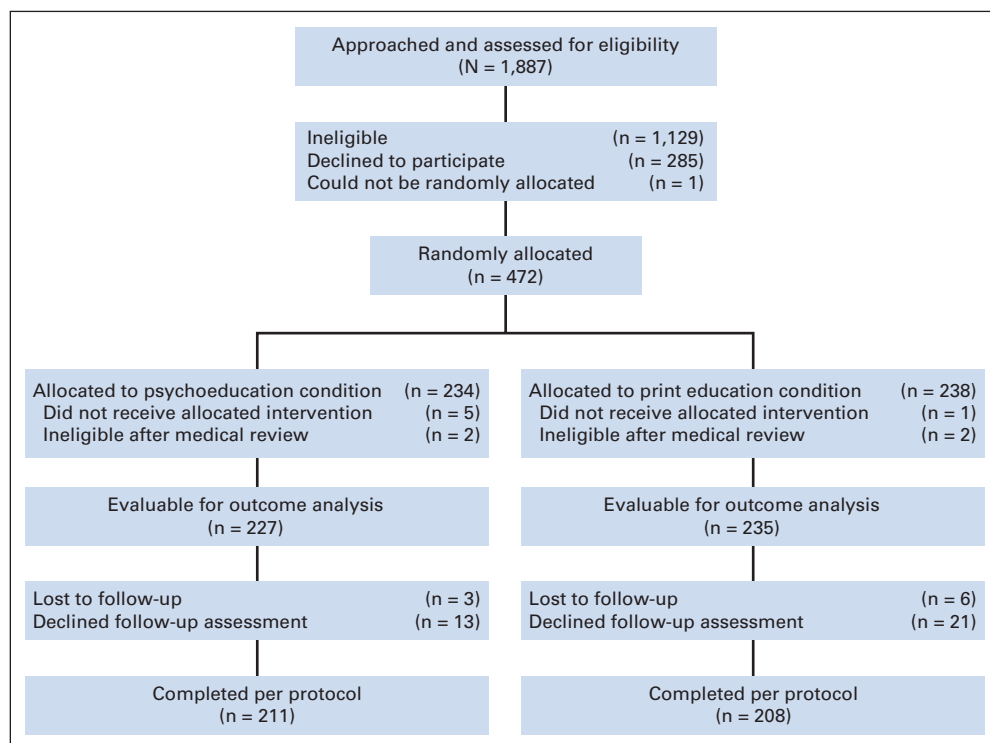 Approached and assessed for eligibility
(N = 1,887)
Ineligible (n = 1,129)
Declined to participate (n = 285)
Could not be randomly allocated (n = 1)
Randomly allocated
(n = 472)
Allocated to psychoeducation condition (n = 234)
Did not receive allocated intervention (n = 5)
Ineligible after medical review (n = 2)
Allocated to print education condition (n = 238)
Did not receive allocated intervention (n = 1)
Ineligible after medical review (n = 2)
Evaluable for outcome analysis
(n = 227)
Evaluable for outcome analysis
(n = 235)
Lost to follow-up (n = 3)
Declined follow-up assessment (n = 13)
Lost to follow-up (n = 6)
Declined follow-up assessment (n = 21)
Completed per protocol
(n = 211)
Completed per protocol
(n = 208)